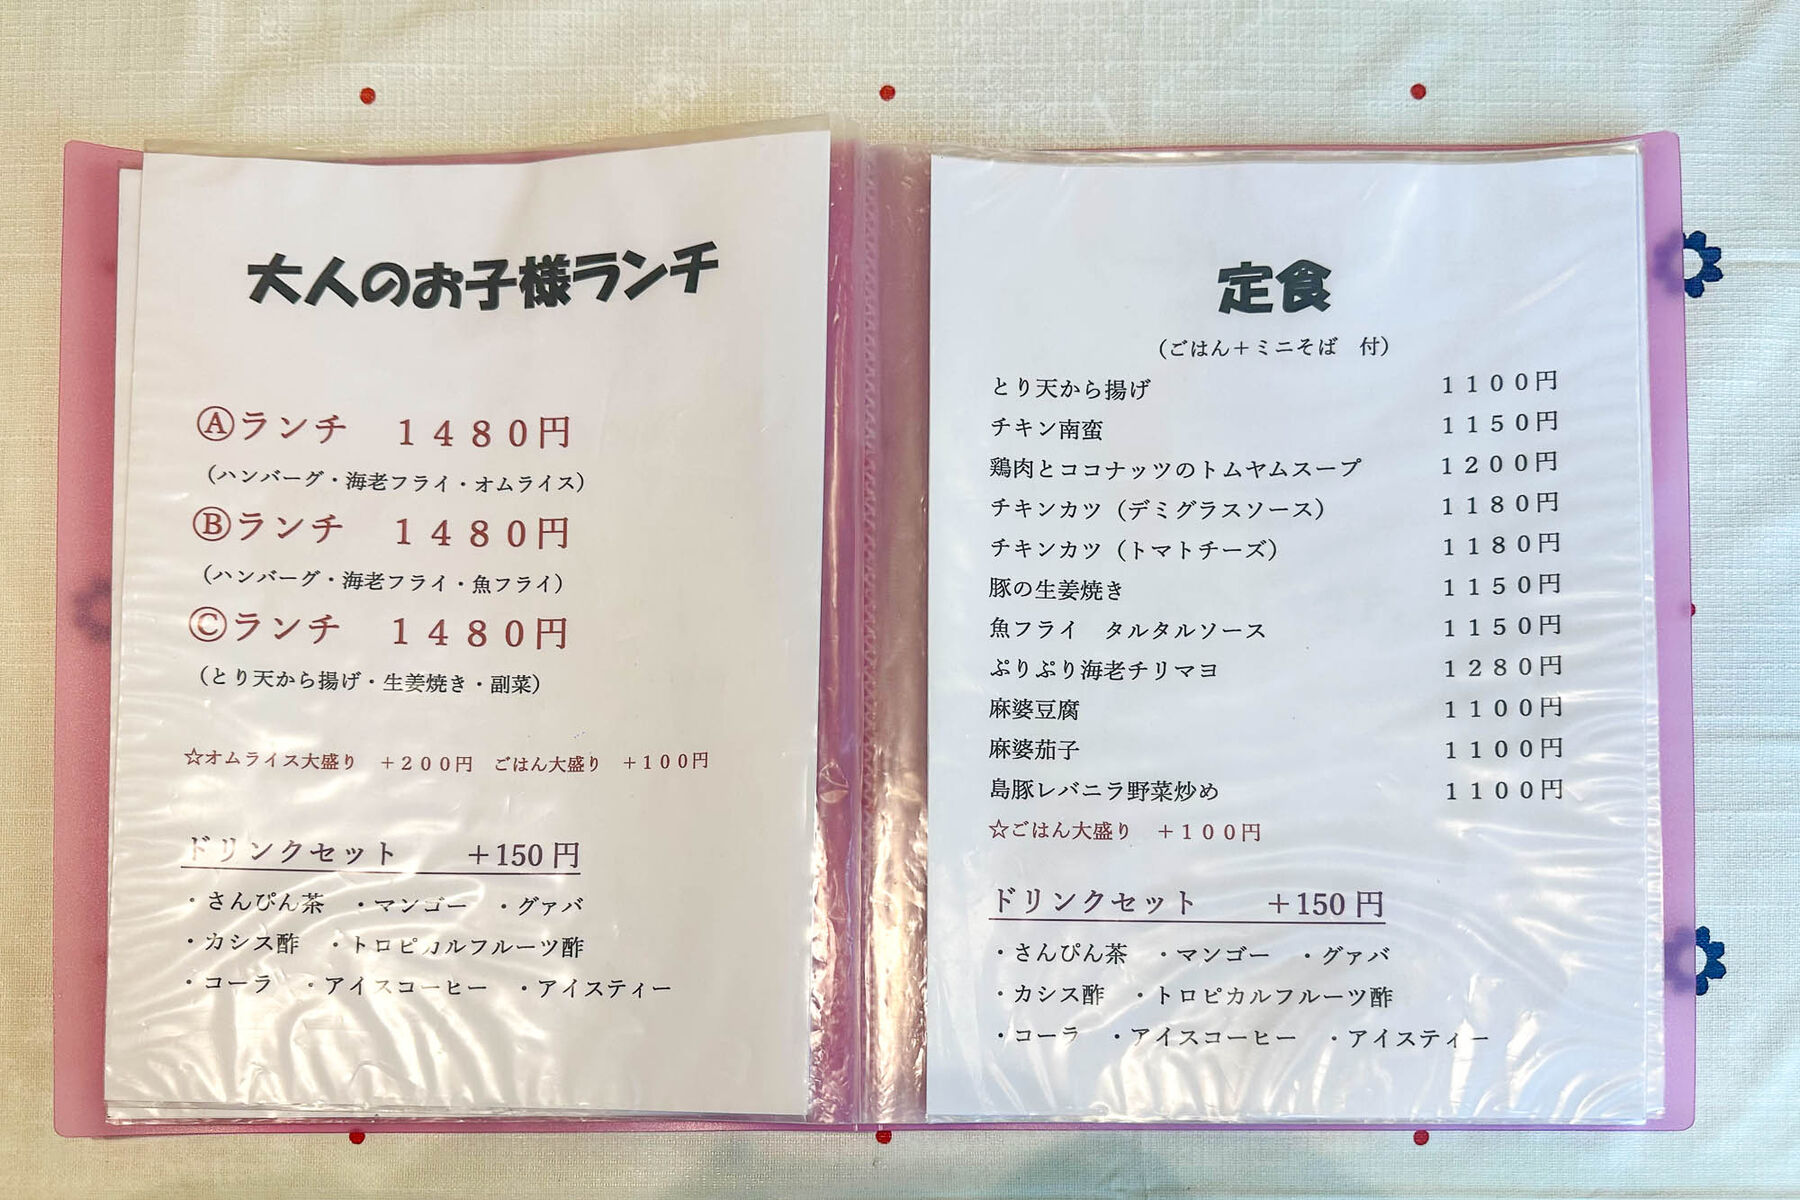 大人のお子様ランチ
Ⓐランチ　１４８０円
（ハンバーグ・海老フライ・オムライス）
Ⓑランチ　１４８０円
（ハンバーグ・海老フライ・魚フライ）
Ⓒランチ　１４８０円
（とり天から揚げ・生姜焼き・副菜）
☆オムライス大盛り　＋２００円　ごはん大盛り　＋１００円
ドリンクセット　　＋150 円
・さんぴん茶　・マンゴー　・グァバ
・カシス酢　・トロピカルフルーツ酢
・コーラ　・アイスコーヒー　・アイスティー
定食
（ごはん＋ミニそば　付）
とり天から揚げ　１１００円
チキン南蛮　１１５０円
鶏肉とココナッツのトムヤムスープ　１２００円
チキンカツ（デミグラスソース）　１１８０円
チキンカツ（トマトチーズ）　１１８０円
豚の生姜焼き　１１５０円
魚フライ　タルタルソース　１１５０円
ぷりぷり海老チリマヨ　１２８０円
麻婆豆腐　１１００円
麻婆茄子　１１００円
島豚レバニラ野菜炒め　１１００円
☆ごはん大盛り　＋１００円
ドリンクセット　　＋150 円
・さんぴん茶　・マンゴー　・グァバ
・カシス酢　・トロピカルフルーツ酢
・コーラ　・アイスコーヒー　・アイスティー